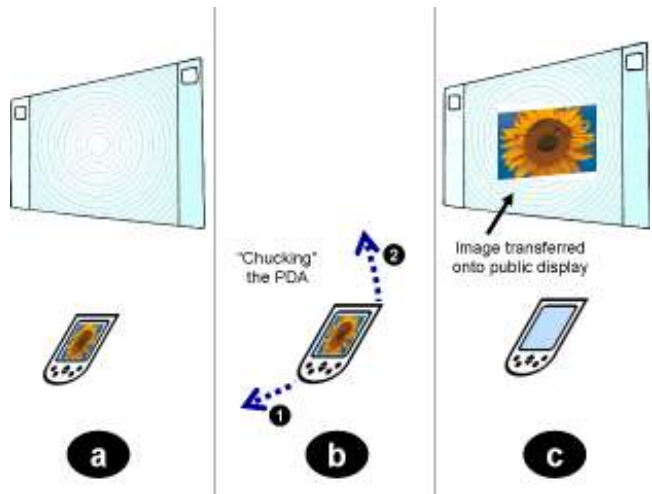 "Chucking"
the PDA
2
1
Image transferred
onto public display
a
b
c